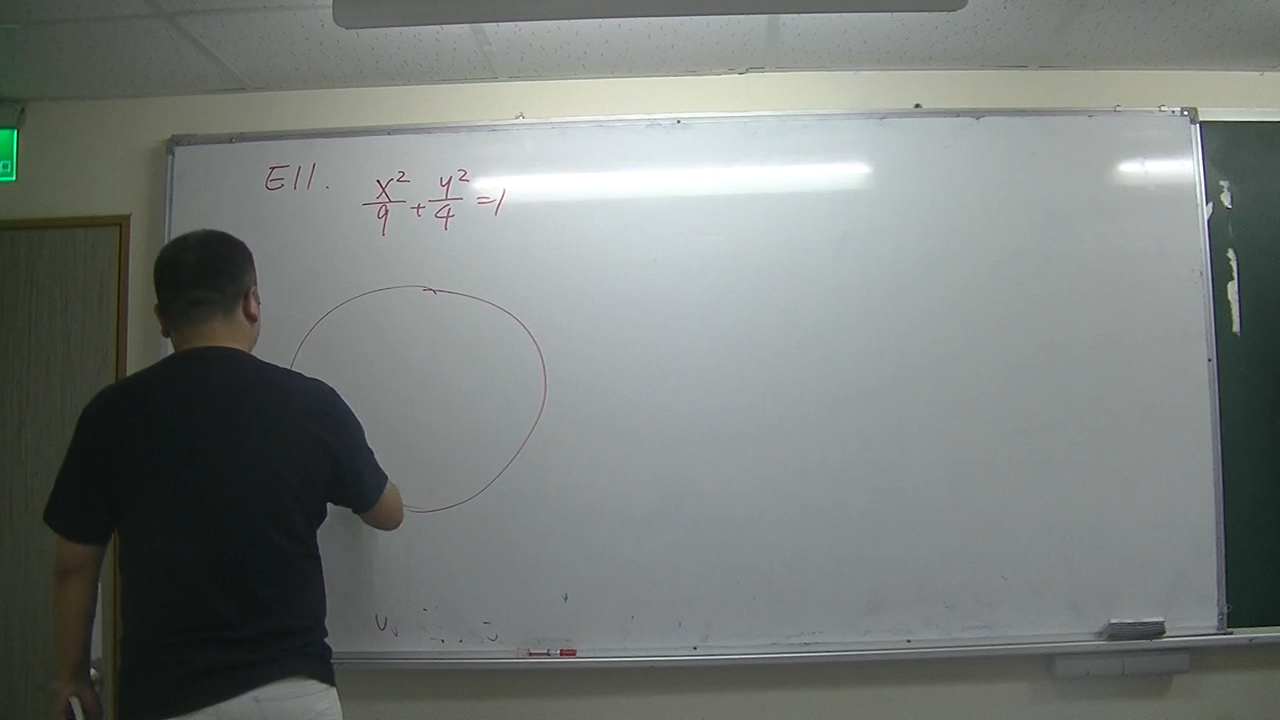 E11. x²/9 + y²/4 = 1